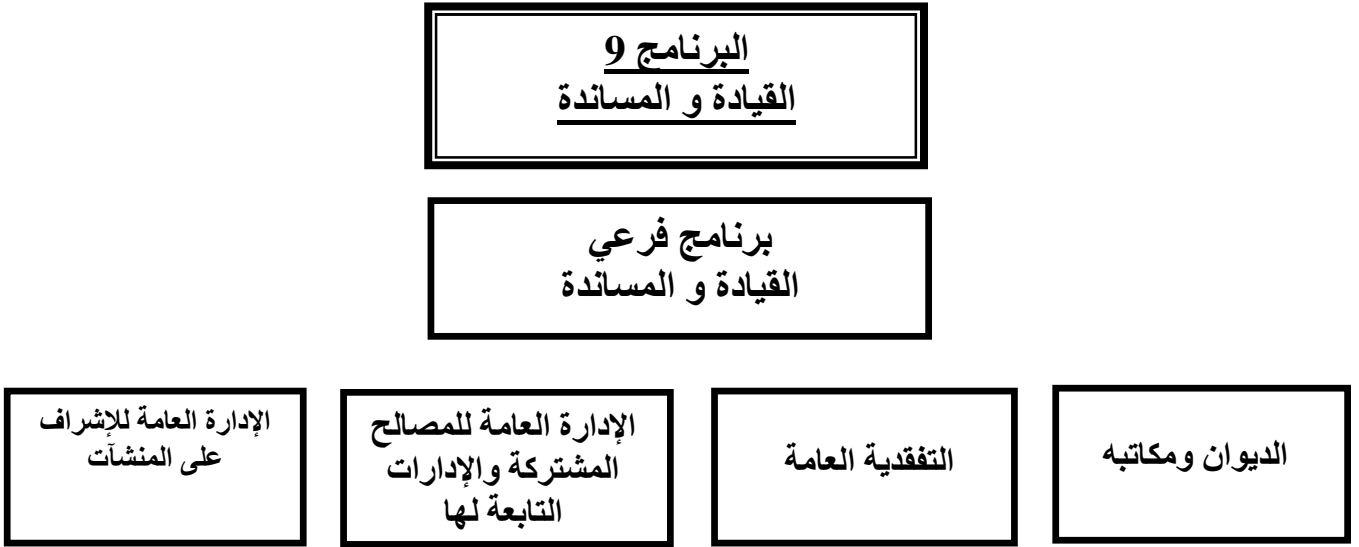 البرنامج 9
القيادة و المساندة
برنامج فرعي
القيادة و المساندة
الديوان ومكاتبه
التفقدية العامة
الإدارة العامة للمصالح
المشتركة والإدارات
التابعة لها
الإدارة العامة للإشراف
على المنشآت